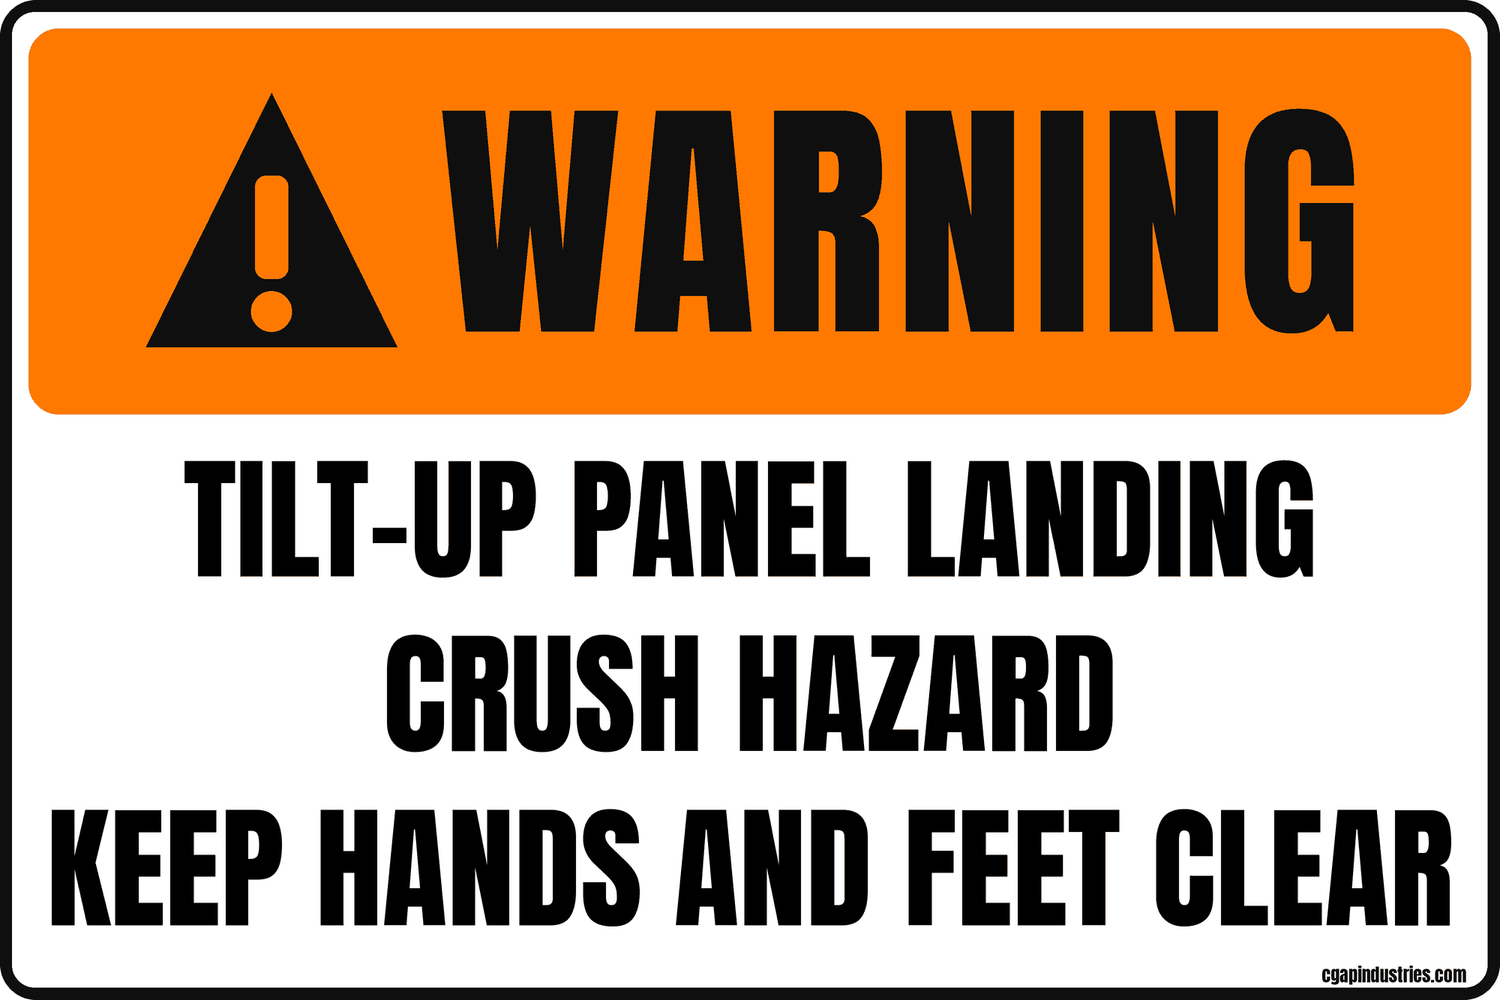 WARNING
TILT-UP PANEL LANDING
CRUSH HAZARD
KEEP HANDS AND FEET CLEAR
cgapindustries.com